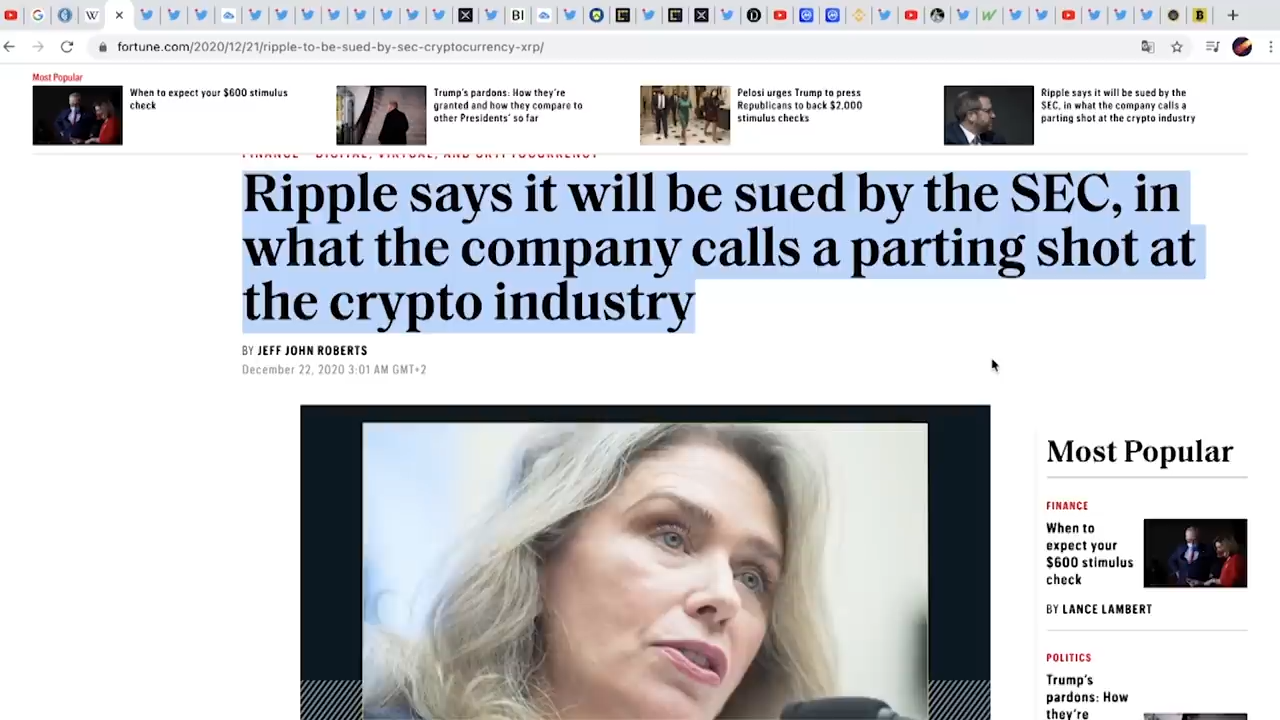 BI
fortune.com/2020/12/21/ripple-to-be-sued-by-sec-cryptocurrency-xrp/
Most Popular
When to expect your $600 stimulus
check
Trump's pardons: How they're
granted and how they compare to
other Presidents' so far
Pelosi urges Trump to press
Republicans to back $2,000
stimulus checks
Ripple says it will be sued by the
SEC, in what the company calls a
parting shot at the crypto industry
FINANCE DIGITAL, VIRTUAL, AND CRYPTOCURRENCY
Ripple says it will be sued by the SEC, in
what the company calls a parting shot at
the crypto industry
BY JEFF JOHN ROBERTS
December 22, 2020 3:01 AM GMT+2
Most Popular
FINANCE
When to
expect your
$600 stimulus
check
BY LANCE LAMBERT
POLITICS
Trump's
pardons: How
they're